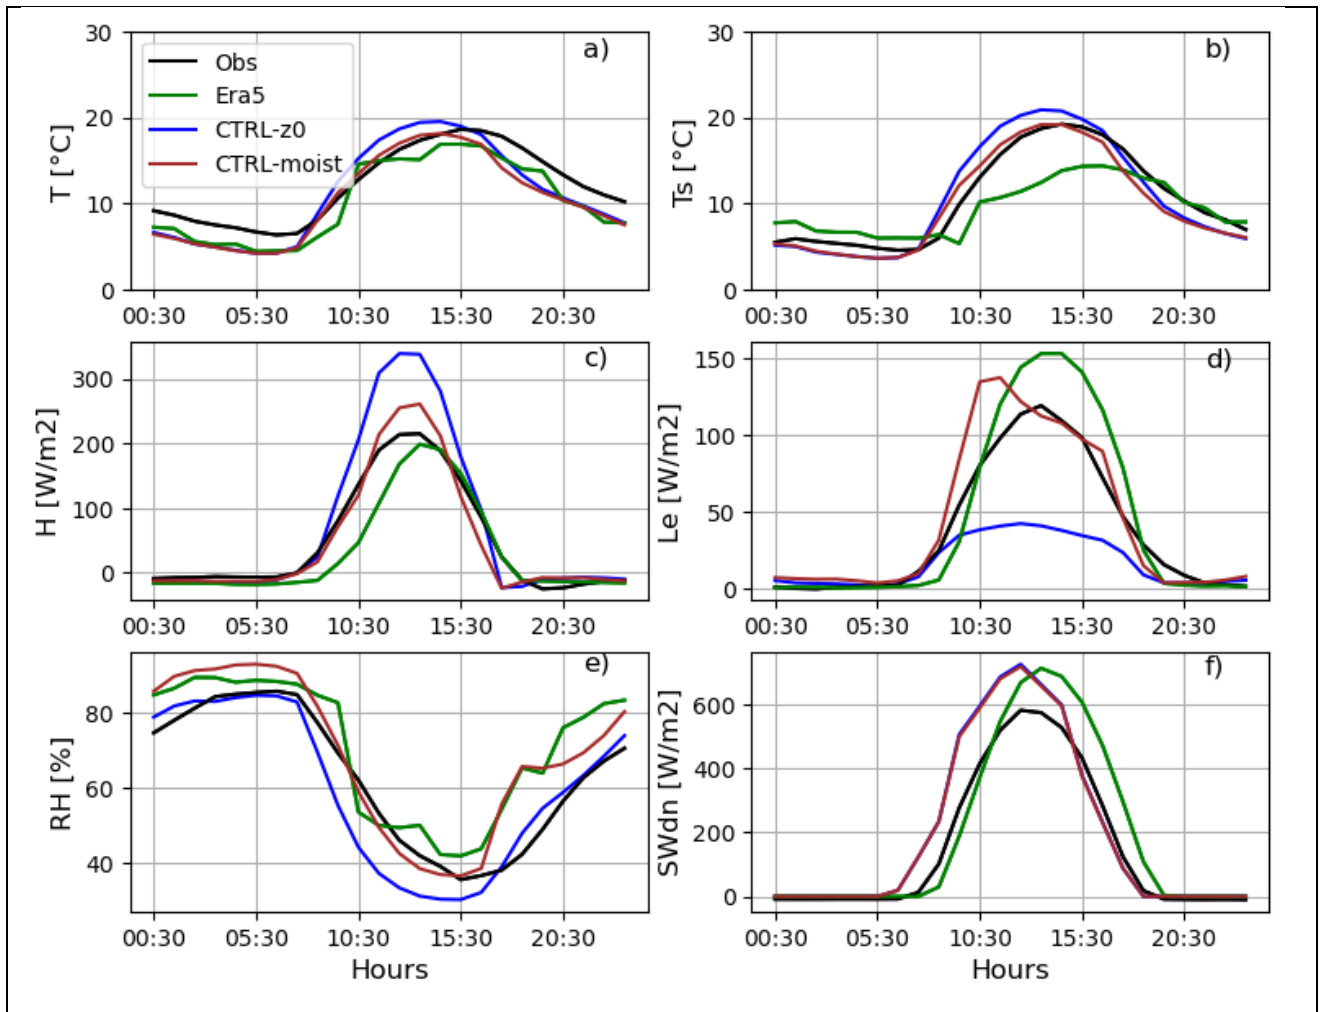 a)
Obs
Era5
CTRL-z0
CTRL-moist
T [°C]
30
20
10
0
00:30 05:30 10:30 15:30 20:30
b)
Ts [°C]
30
20
10
0
00:30 05:30 10:30 15:30 20:30
c)
H [W/m2]
300
200
100
0
00:30 05:30 10:30 15:30 20:30
d)
Le [W/m2]
150
100
50
0
00:30 05:30 10:30 15:30 20:30
e)
RH [%]
80
60
40
00:30 05:30 10:30 15:30 20:30
Hours
f)
SWdn [W/m2]
600
400
200
0
00:30 05:30 10:30 15:30 20:30
Hours